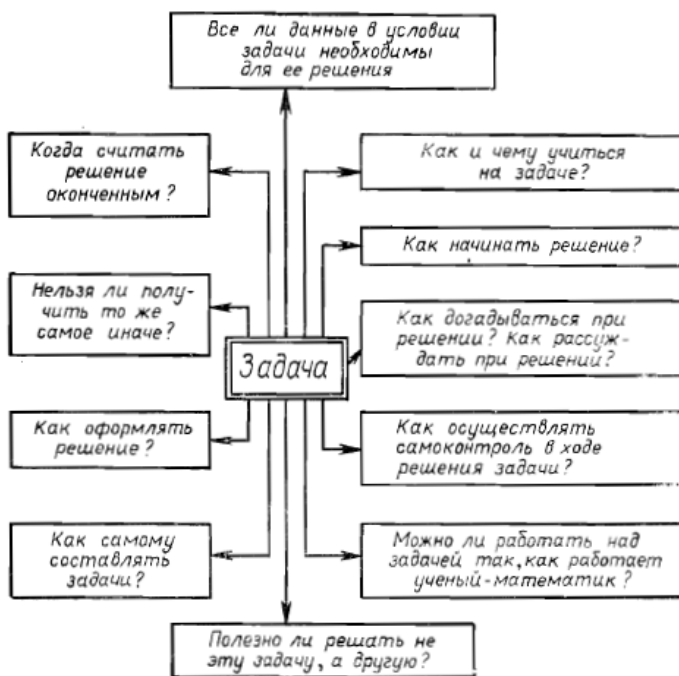 Все ли данные в условии
задачи необходимы
для ее решения
Когда считать
решение
оконченным?
Как и чему учиться
на задаче?
Как начинать решение?
Нельзя ли полу-
чить то же
самое иначе?
Как догадываться при
решении? Как рассуж-
дать при решении?
Задача
Как оформлять
решение?
Как осуществлять
самоконтроль в ходе
решения задачи?
Как самому
составлять
задачи?
Можно ли работать над
задачей так, как работает
ученый-математик?
Полезно ли решать не
эту задачу, а другую?